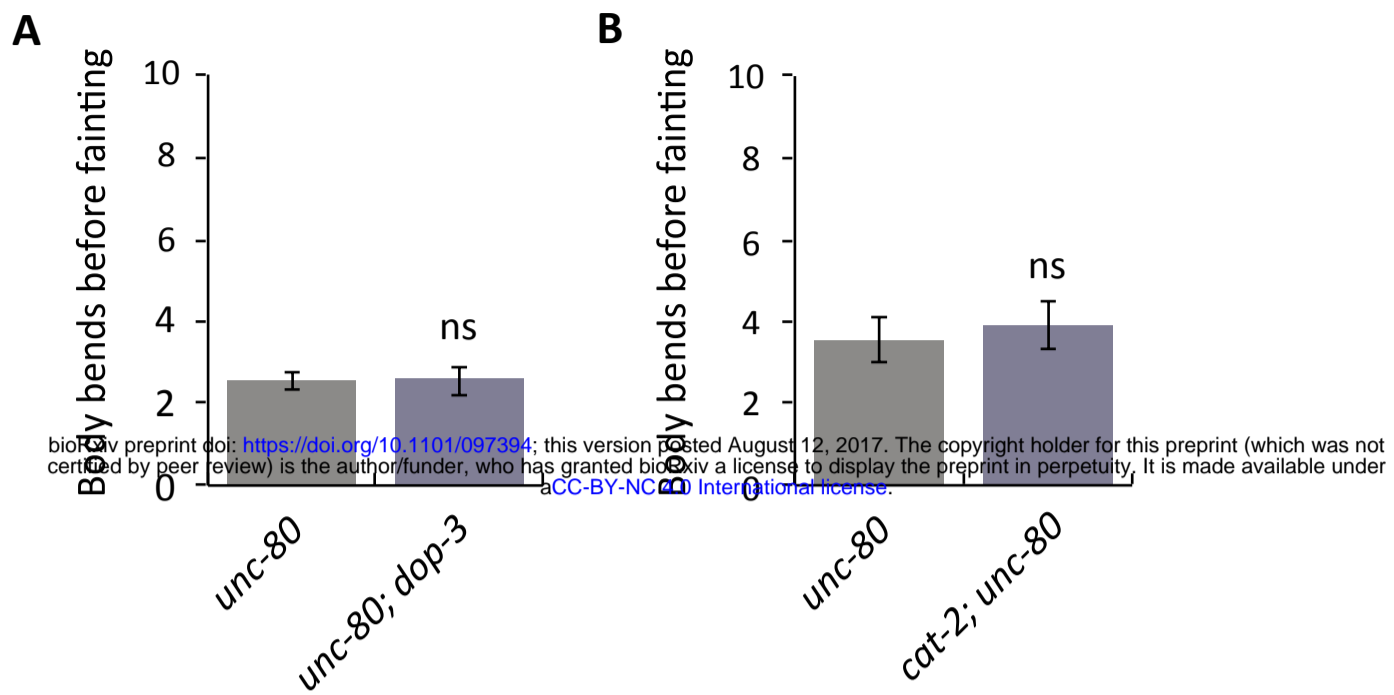 A
Body bends before fainting
10
8
6
4
2
0
ns
unc-80
unc-80; dop-3
B
Body bends before fainting
10
8
6
4
2
0
ns
unc-80
cat-2; unc-80
bioRxiv preprint doi: https://doi.org/10.1101/097394; this version posted August 12, 2017. The copyright holder for this preprint (which was not
certified by peer review) is the author/funder, who has granted bioRxiv a license to display the preprint in perpetuity. It is made available under
aCC-BY-NC 4.0 International license.